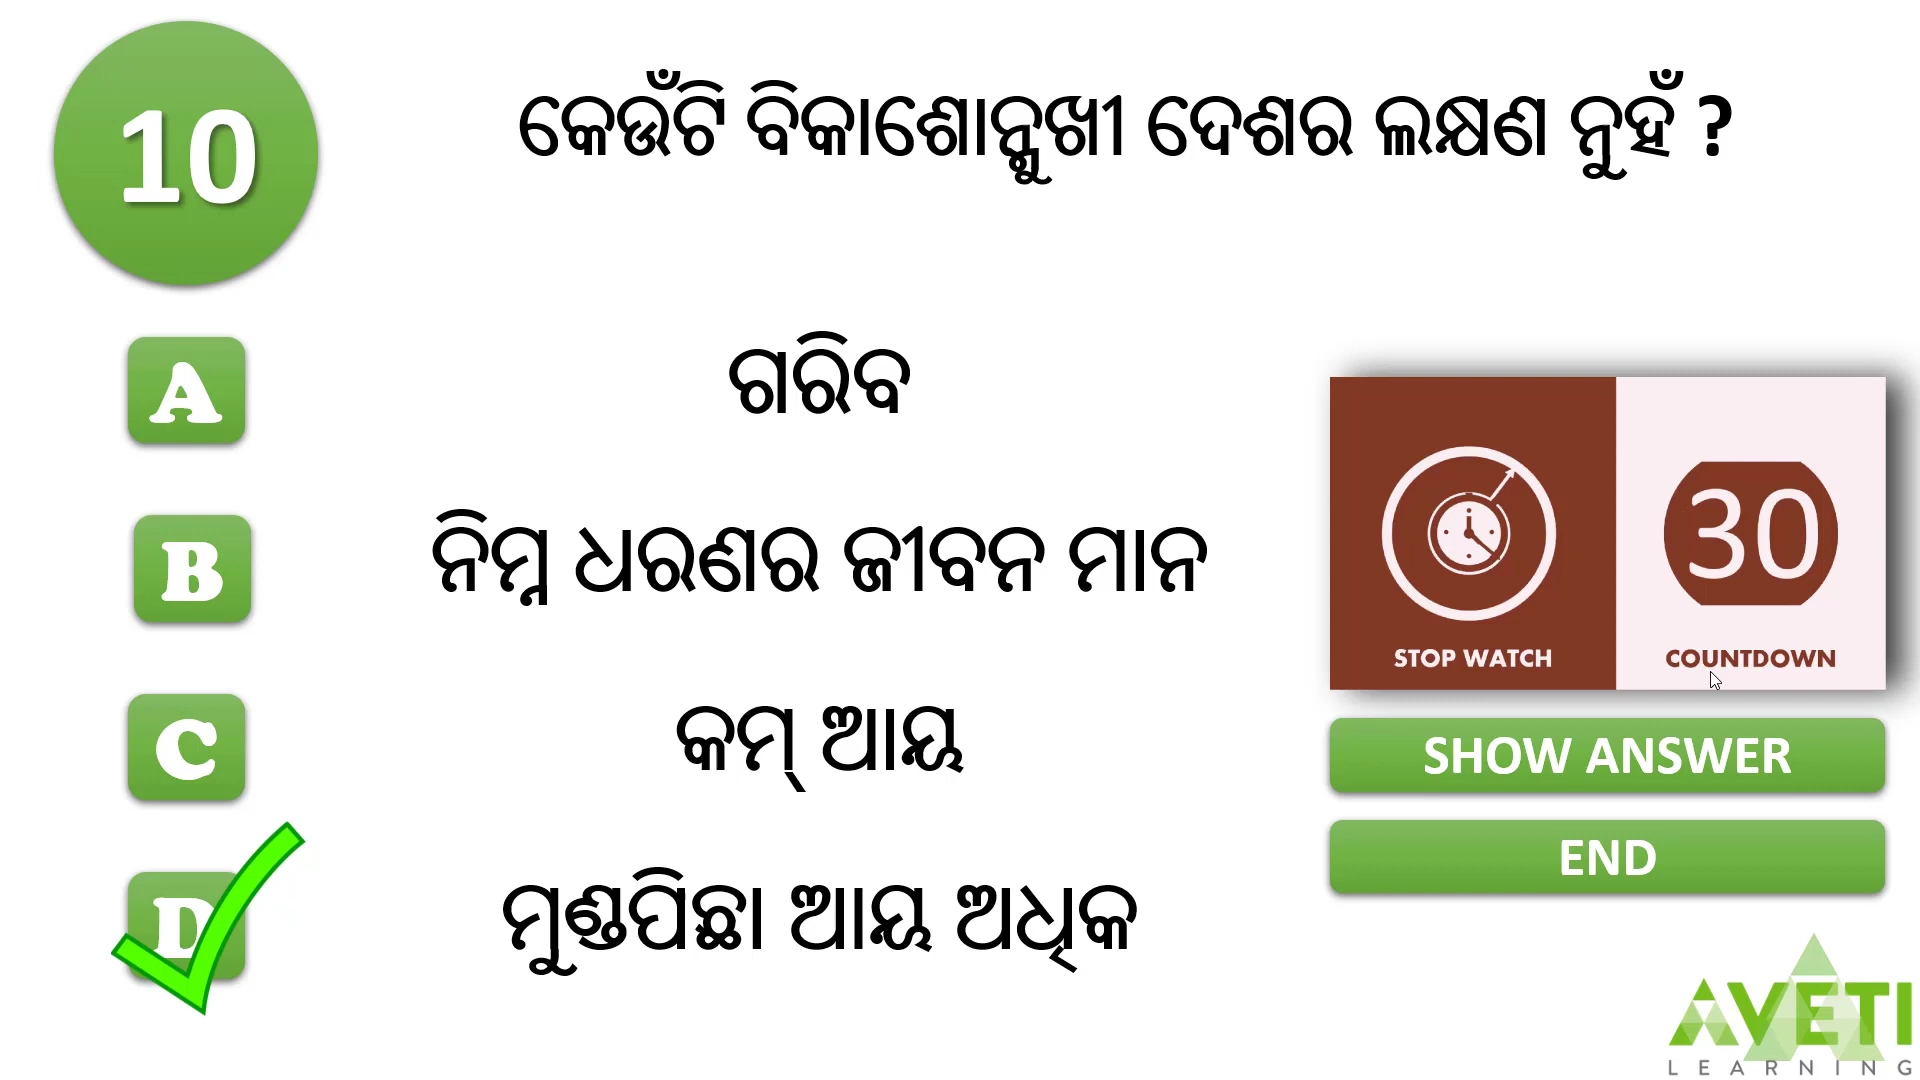 10
କେଉଁଟି ବିକାଶୋନ୍ମୁଖୀ ଦେଶର ଲକ୍ଷଣ ନୁହଁ ?
A
ଗରିବ
B
ନିମ୍ନ ଧରଣର ଜୀବନ ମାନ
C
କମ୍ ଆୟ
D
ମୁଣ୍ଡପିଛା ଆୟ ଅଧିକ
30
STOP WATCH
COUNTDOWN
SHOW ANSWER
END
AVETI
LEARNING